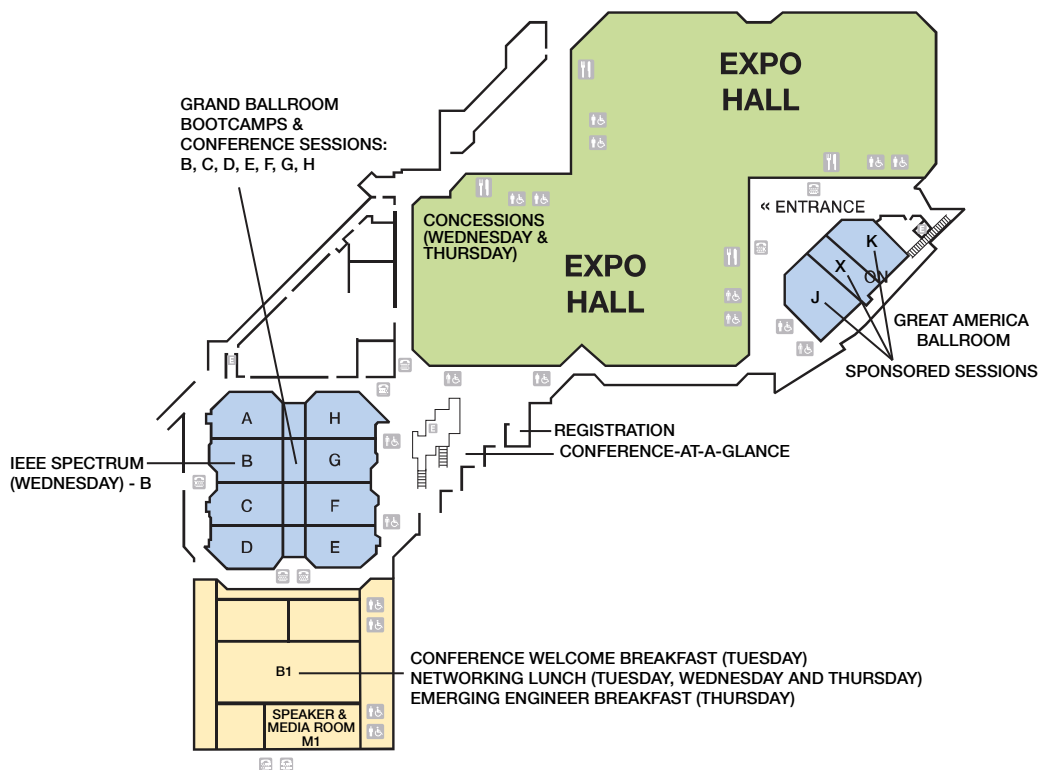 EXPO
HALL
GRAND BALLROOM
BOOTCAMPS &
CONFERENCE SESSIONS:
B, C, D, E, F, G, H
« ENTRANCE
CONCESSIONS
(WEDNESDAY &
THURSDAY)
EXPO
HALL
K
X
ON
J
E
GREAT AMERICA
BALLROOM
SPONSORED SESSIONS
E
A
H
REGISTRATION
E
CONFERENCE-AT-A-GLANCE
IEEE SPECTRUM
(WEDNESDAY) - B
B
G
C
F
D
E
B1
CONFERENCE WELCOME BREAKFAST (TUESDAY)
NETWORKING LUNCH (TUESDAY, WEDNESDAY AND THURSDAY)
EMERGING ENGINEER BREAKFAST (THURSDAY)
SPEAKER &
MEDIA ROOM
M1